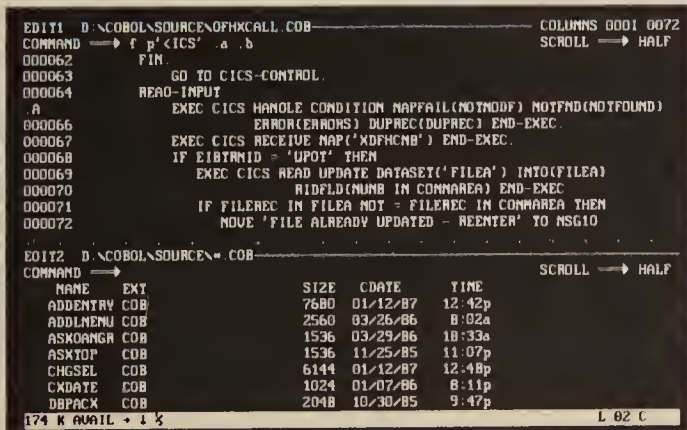 EDIT1 D:\COBOL\SOURCE\OFHXCALL.COB COLUMNS 0001 0072
COMMAND ═══► f p'<ICS' .a .b SCROLL ═══► HALF
000062 FIN.
000063 GO TO CICS-CONTROL.
000064 READ-INPUT
.A EXEC CICS HANDLE CONDITION MAPFAIL(NOTMODF) NOTFND(NOTFOUND)
000066 ERROR(ERRORS) DUPREC(DUPREC) END-EXEC.
000067 EXEC CICS RECEIVE MAP('XDFHCNB') END-EXEC.
000068 IF EIBTRNID = 'UPDT' THEN
000069 EXEC CICS READ UPDATE DATASET('FILEA') INTO(FILEA)
000070 RIDFLD(NUMB IN COMMAREA) END-EXEC
000071 IF FILEREC IN FILEA NOT = FILEREC IN COMMAREA THEN
000072 MOVE 'FILE ALREADY UPDATED - REENTER' TO MSG10
EDIT2 D:\COBOL\SOURCE\*.COB
COMMAND ═══► SCROLL ═══► HALF
NAME EXT SIZE CDATE TIME
ADDENTRY COB 7680 01/12/87 12:42p
ADDLMENU COB 2560 03/26/86 8:02a
ASKDANGR COB 1536 03/29/86 10:33a
ASXTOP COB 1536 11/25/85 11:07p
CHGSEL COB 6144 01/12/87 12:48p
CXDATE COB 1024 01/07/86 8:11p
DBPACX COB 2048 10/30/85 9:47p
174 K AVAIL → ↓ ½ L 02 C